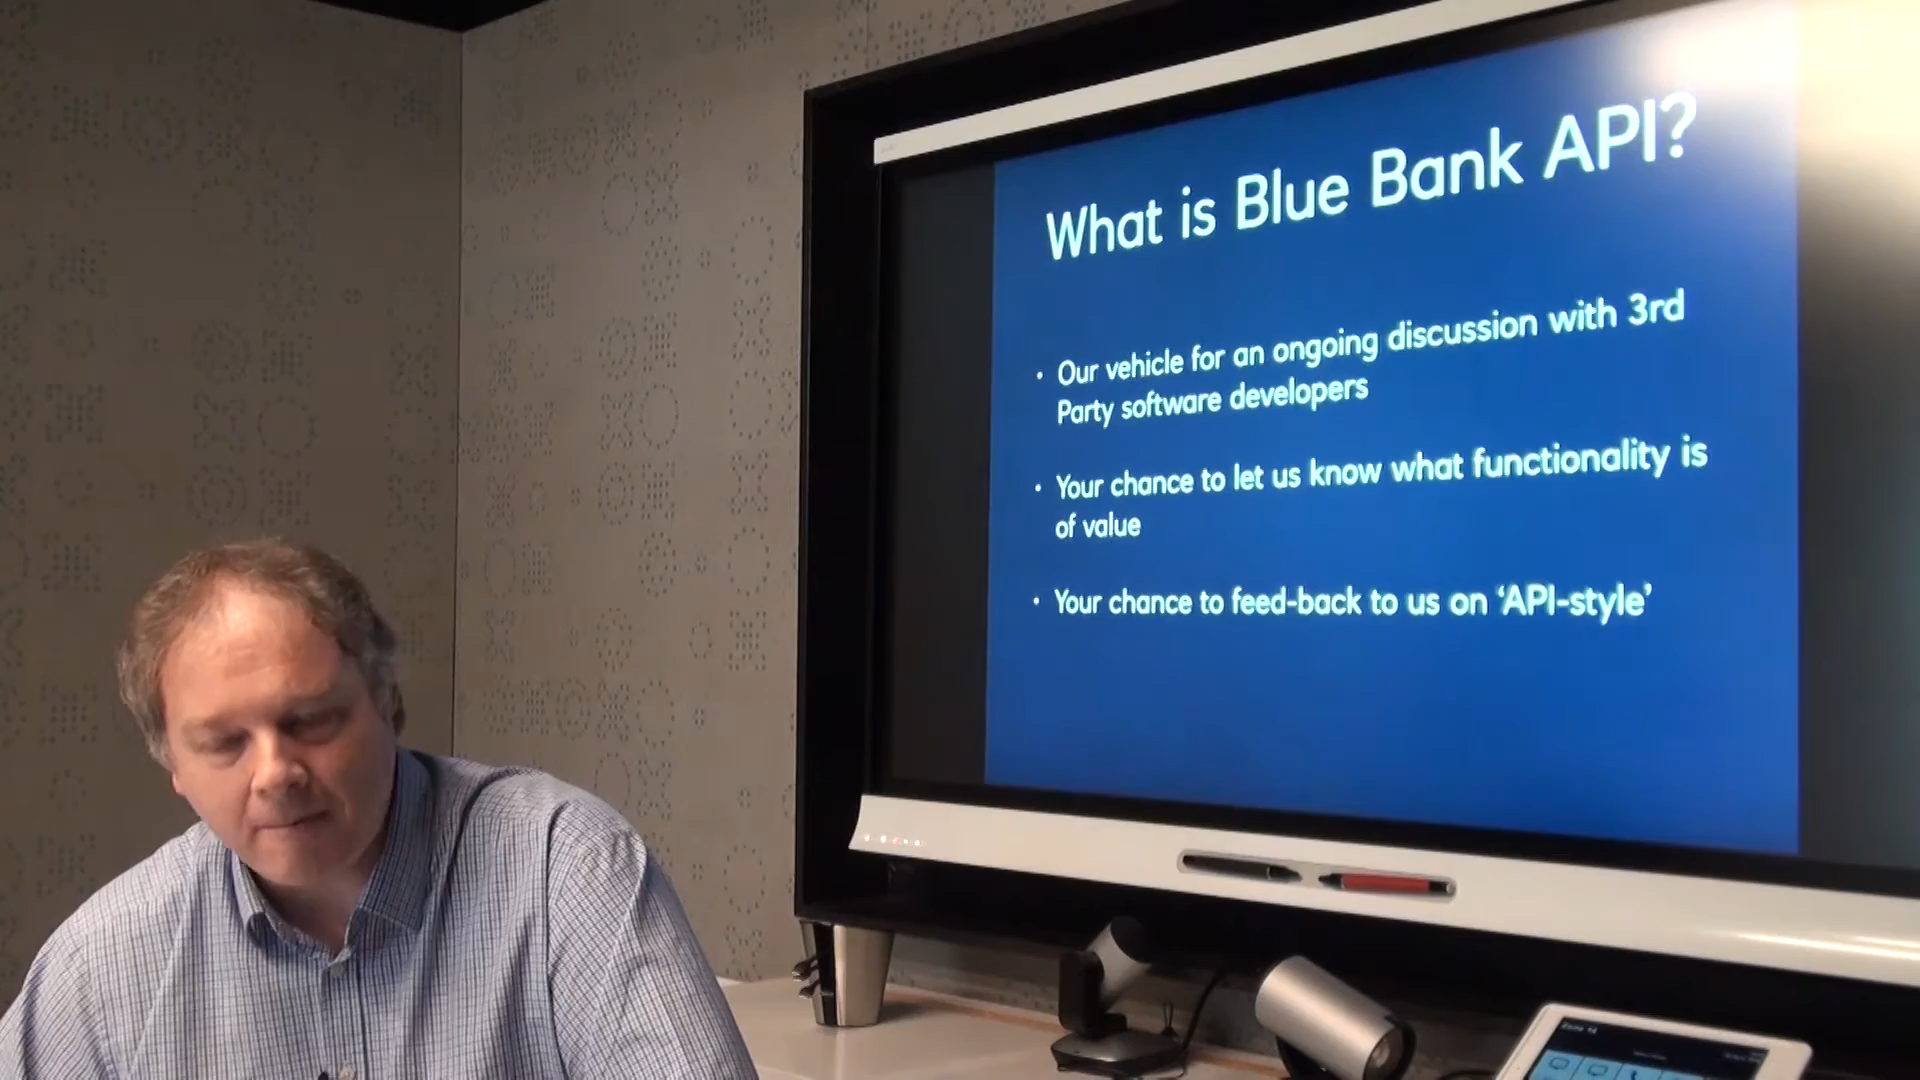 What is Blue Bank API?
• Our vehicle for an ongoing discussion with 3rd
Party software developers
• Your chance to let us know what functionality is
of value
• Your chance to feed-back to us on ‘API-style’